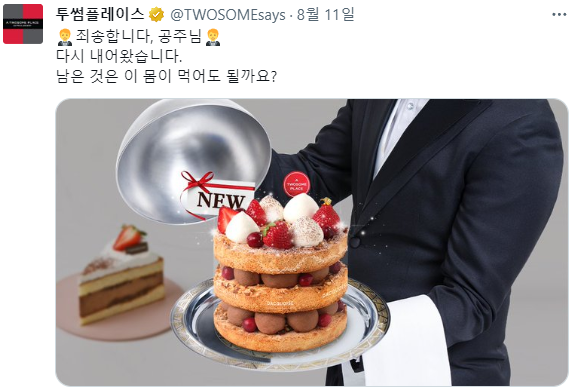 투썸플레이스 @TWOSOMEsays · 8월 11일
🤵죄송합니다, 공주님🤵
다시 내어왔습니다.
남은 것은 이 몸이 먹어도 될까요?
A TWOSOME PLACE
NEW
A TWOSOME PLACE